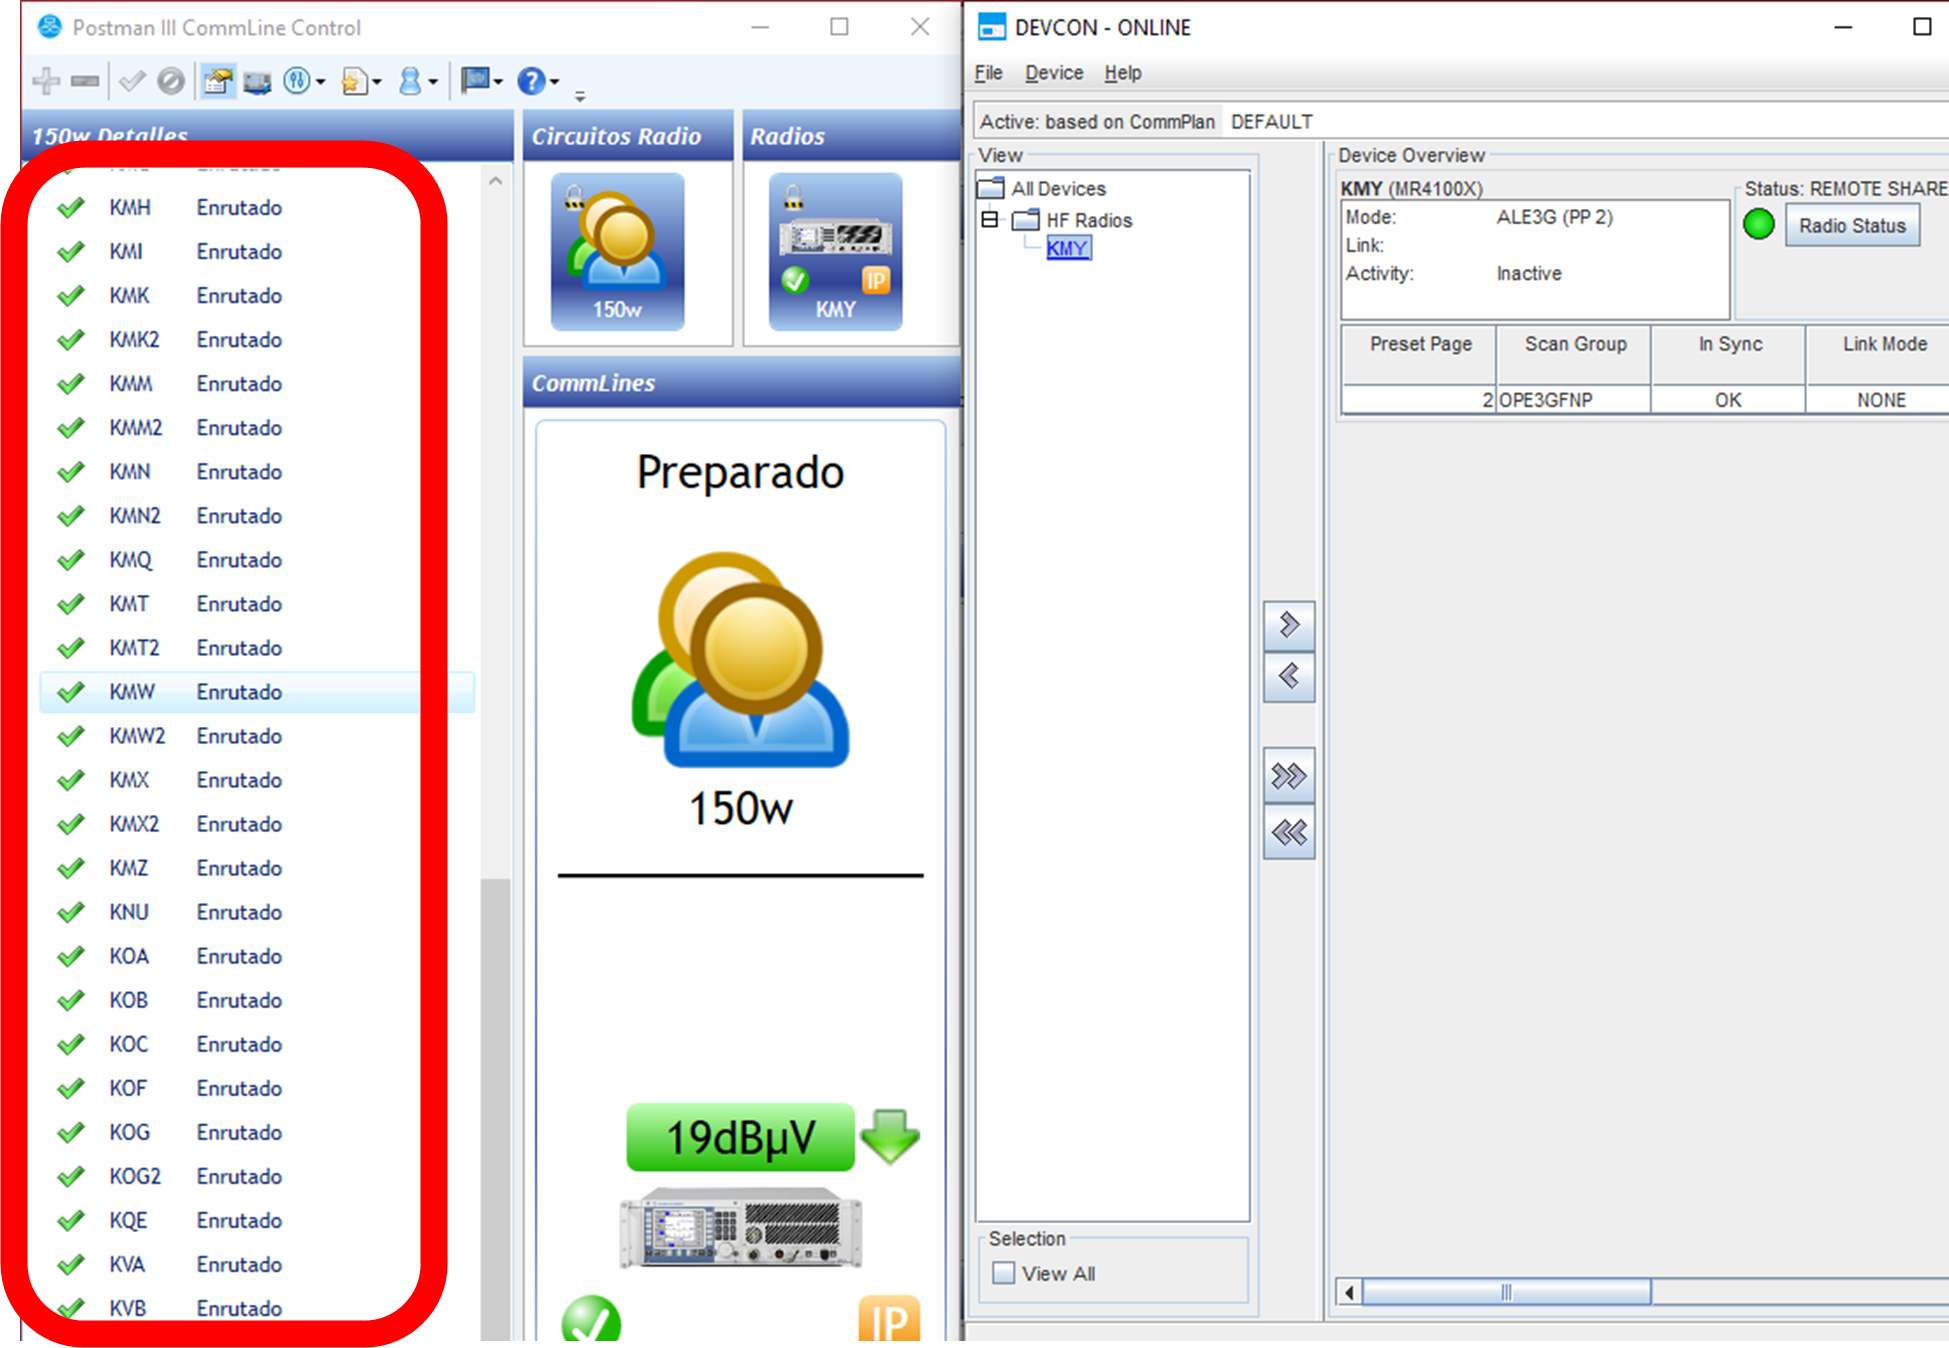 Postman III CommLine Control
150w Detalles
KMH Enrutado
KMI Enrutado
KMK Enrutado
KMK2 Enrutado
KMM Enrutado
KMM2 Enrutado
KMN Enrutado
KMN2 Enrutado
KMQ Enrutado
KMT Enrutado
KMT2 Enrutado
KMW Enrutado
KMW2 Enrutado
KMX Enrutado
KMX2 Enrutado
KMZ Enrutado
KNU Enrutado
KOA Enrutado
KOB Enrutado
KOC Enrutado
KOF Enrutado
KOG Enrutado
KOG2 Enrutado
KQE Enrutado
KVA Enrutado
KVB Enrutado
Circuitos Radio
150w
Radios
IP
KMY
CommLines
Preparado
150w
19dBµV
IP
DEVCON - ONLINE
File Device Help
Active: based on CommPlan DEFAULT
View
All Devices
HF Radios
KMY
Selection
View All
Device Overview
KMY (MR4100X)
Mode: ALE3G (PP 2)
Link:
Activity: Inactive
Status: REMOTE SHARE
Radio Status
Preset Page Scan Group In Sync Link Mode
2 OPE3GFNP OK NONE